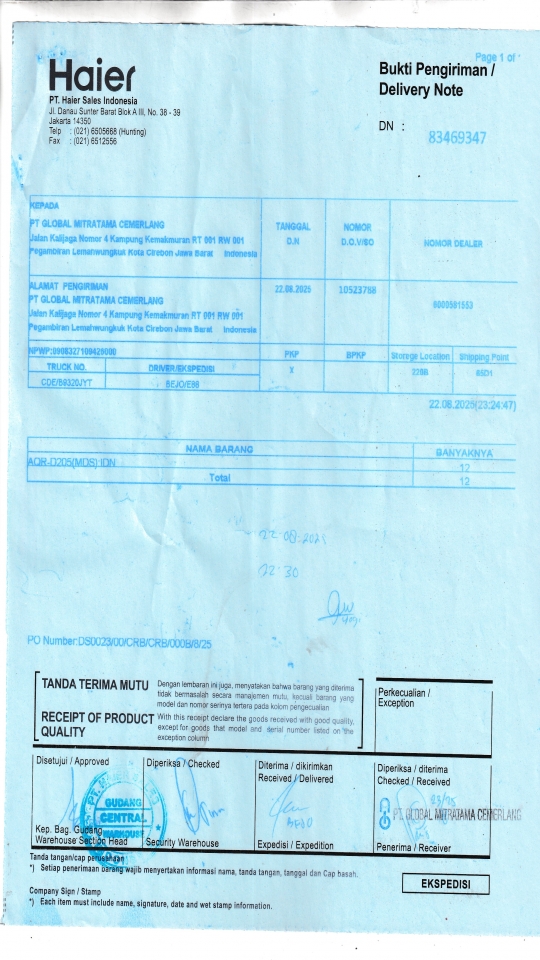 Page 1 of
Haier
PT. Haier Sales Indonesia
Jl. Danau Sunter Barat Blok A III, No. 38 - 39
Jakarta 14350
Telp : (021) 6505668 (Hunting)
Fax : (021) 6512556
Bukti Pengiriman /
Delivery Note
DN :
83469347
KEPADA
PT GLOBAL MITRATAMA CEMERLANG
Jalan Kalijaga Nomor 4 Kampung Kemakmuran RT 001 RW 001
Pegambiran Lemahwungkuk Kota Cirebon Jawa Barat Indonesia
TANGGAL
D.N
NOMOR
D.O.V/SO
NOMOR DEALER
ALAMAT PENGIRIMAN
PT GLOBAL MITRATAMA CEMERLANG
Jalan Kalijaga Nomor 4 Kampung Kemakmuran RT 001 RW 001
Pegambiran Lemahwungkuk Kota Cirebon Jawa Barat Indonesia
22.08.2025
10523788
6000581553
NPWP:0908327109426000
PKP
BPKP
Storage Location
Shipping Point
TRUCK NO.
DRIVER/EKSPEDISI
X
CDE/B9320JYT
BEJO/E88
22.08.2025(23:24:47)
NAMA BARANG
BANYAKNYA
AQR-D205(MDS) IDN
12
Total
12
22-08-2025
22-30
PO Number:DS0023/00/CRB/CRB/0008/8/25
TANDA TERIMA MUTU
Dengan lembaran ini juga, menyatakan bahwa barang yang diterima
tidak bermasalah secara manajemen mutu, kecuali barang yang
model dan nomor serinya tertera pada kolom pengecualian
RECEIPT OF PRODUCT
QUALITY
With this receipt declare the goods received with good quality,
except for goods that model and serial number listed on the
exception column
Perkecualian /
Exception
Disetujui / Approved
Diperiksa / Checked
Diterima / dikirimkan
Received / Delivered
Diperiksa / diterima
Checked / Received
GUDANG
CENTRAL
WAREHOUSE
BEJO
PT. GLOBAL MITRATAMA CEMERLANG
Kep. Bag. Gudang
Warehouse Section Head
Security Warehouse
Expedisi / Expedition
Penerima / Receiver
Tanda tangan/cap perusahaan
*) Setiap penerimaan barang wajib menyertakan informasi nama, tanda tangan, tanggal dan Cap basah.
EKSPEDISI
Company Sign / Stamp
*) Each item must include name, signature, date and wet stamp information.